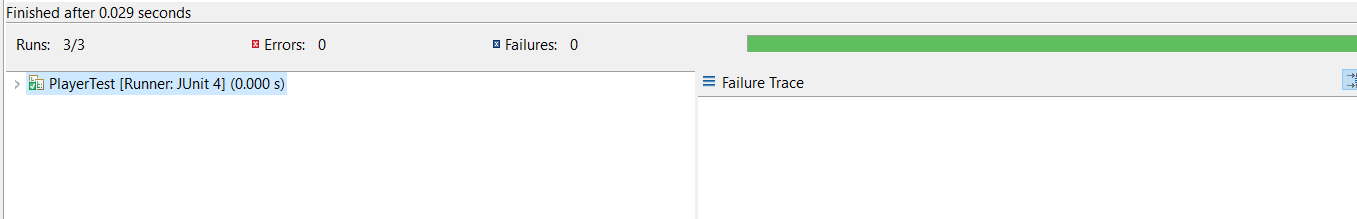 Finished after 0.029 seconds
Runs: 3/3 Errors: 0 Failures: 0
PlayerTest [Runner: JUnit 4] (0.000 s)
Failure Trace